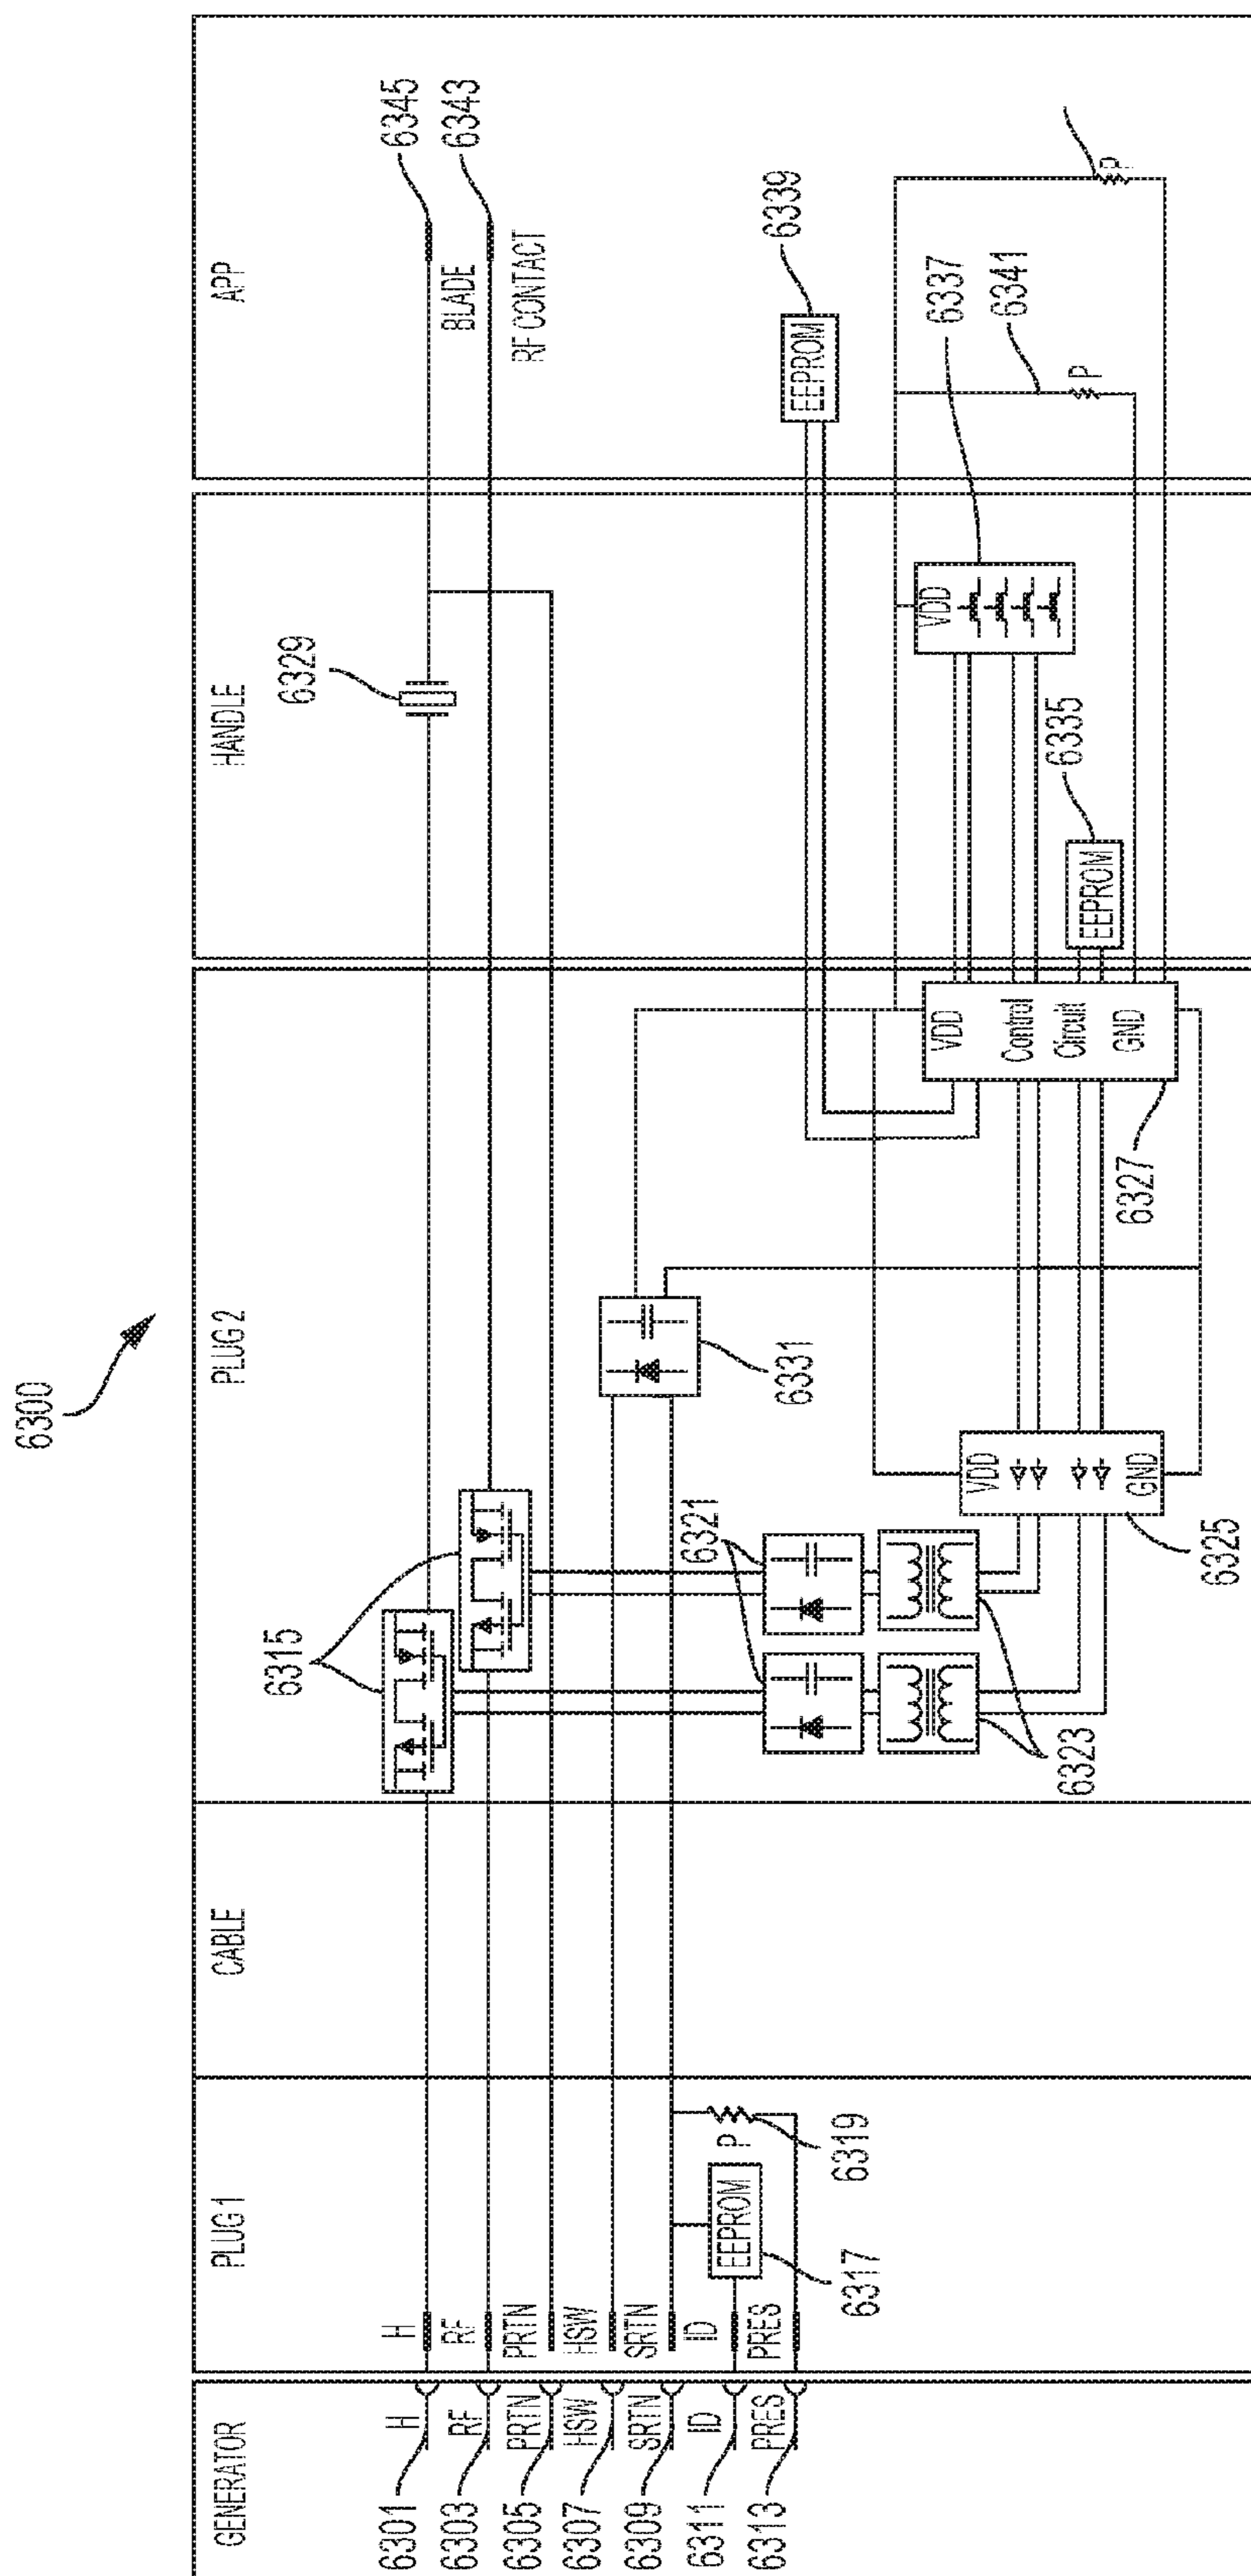 6300
GENERATOR
PLUG 1
CABLE
PLUG 2
HANDLE
APP
6301
H
H
6303
RF
RF
6305
PRTN
PRTN
6307
HSW
HSW
6309
SRTN
SRTN
6311
ID
ID
6313
PRES
PRES
EEPROM
6317
P
6319
6315
6321
6323
VDD
GND
6325
6331
VDD
Control
Circuit
GND
6327
6329
EEPROM
6335
VDD
6337
6345
BLADE
6343
RF CONTACT
EEPROM
6339
6341
P
P